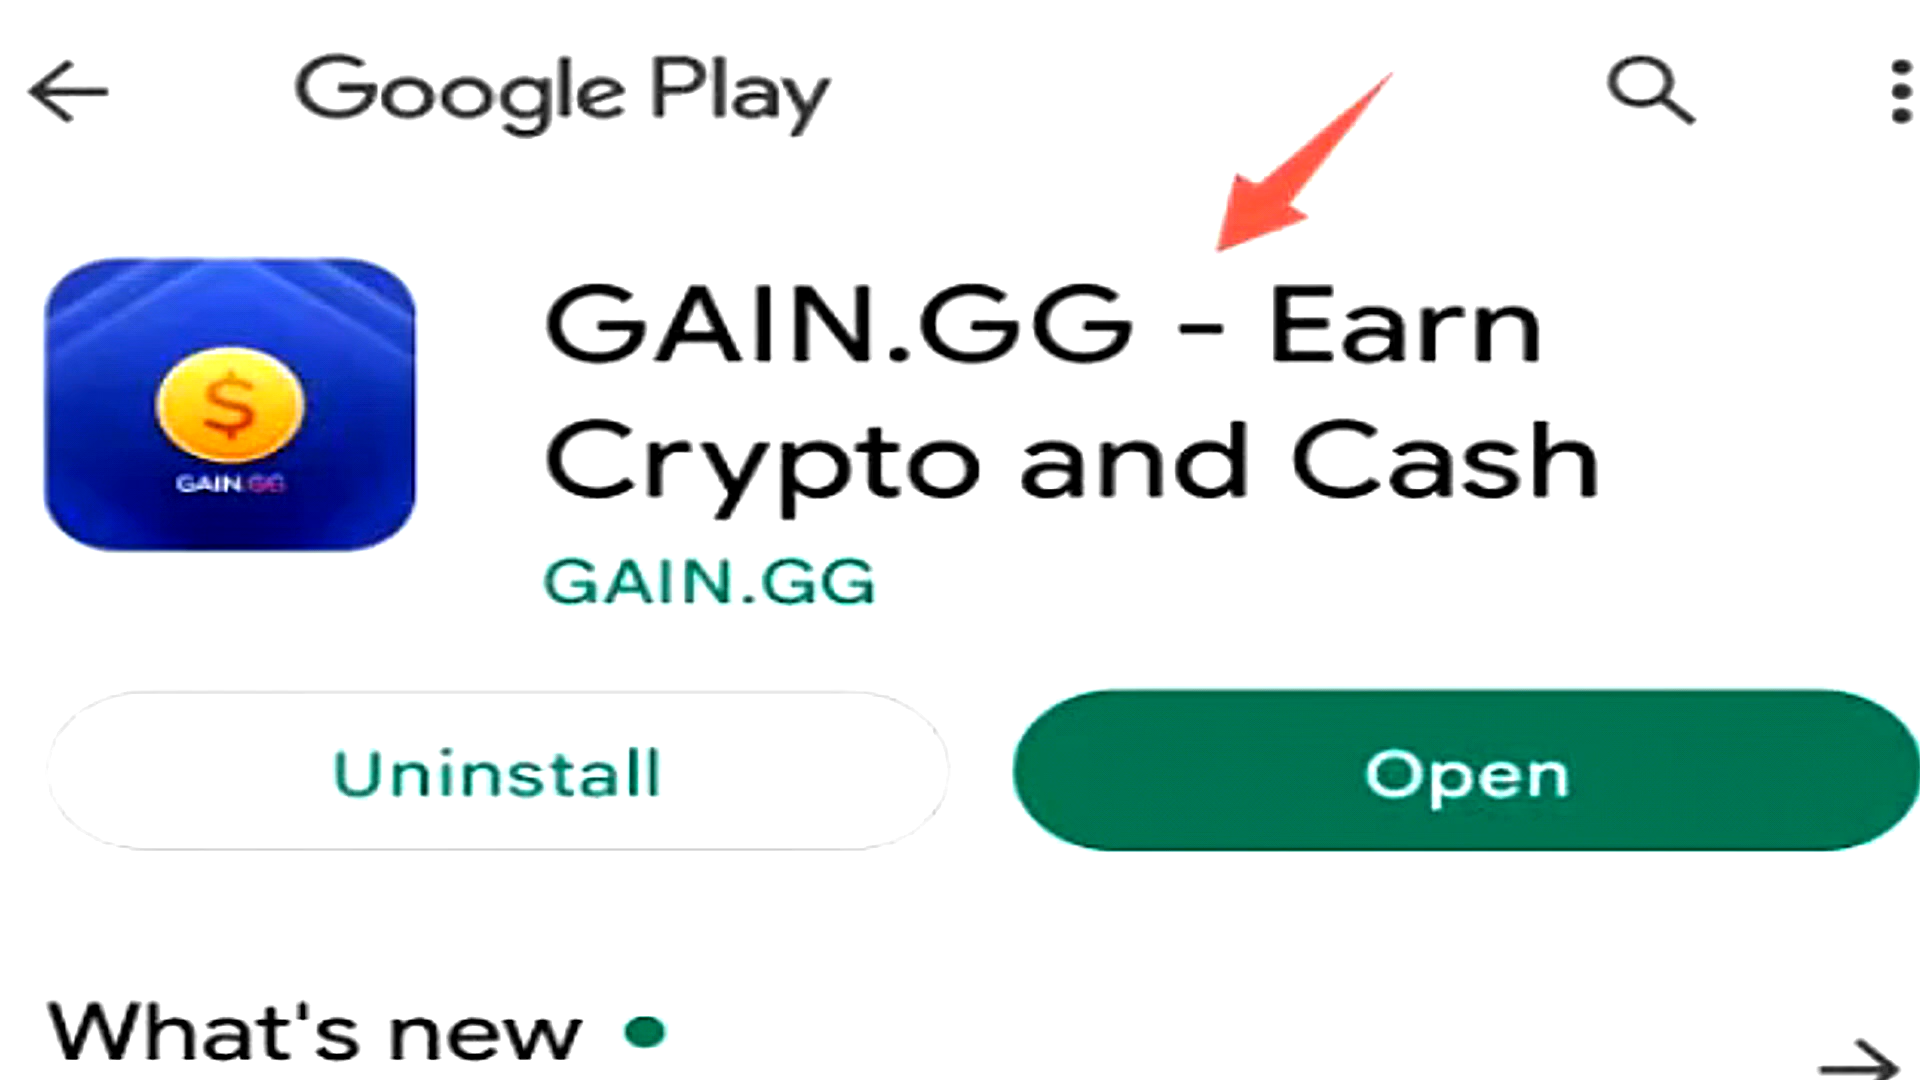 Google Play
GAIN.GG - Earn
Crypto and Cash
$
GAIN.GG
GAIN.GG
Uninstall
Open
What's new